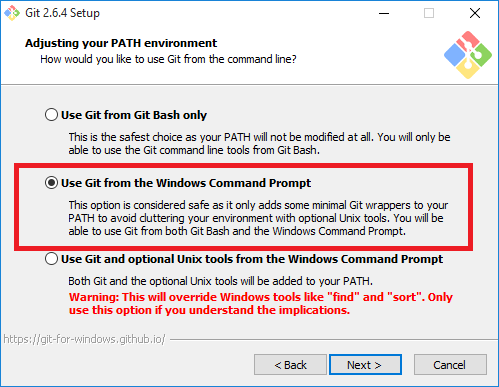 Git 2.6.4 Setup
Adjusting your PATH environment
How would you like to use Git from the command line?
Use Git from Git Bash only
This is the safest choice as your PATH will not be modified at all. You will only be
able to use the Git command line tools from Git Bash.
Use Git from the Windows Command Prompt
This option is considered safe as it only adds some minimal Git wrappers to your
PATH to avoid cluttering your environment with optional Unix tools. You will be
able to use Git from both Git Bash and the Windows Command Prompt.
Use Git and optional Unix tools from the Windows Command Prompt
Both Git and the optional Unix tools will be added to your PATH.
Warning: This will override Windows tools like "find" and "sort". Only
use this option if you understand the implications.
https://git-for-windows.github.io/
< Back Next > Cancel